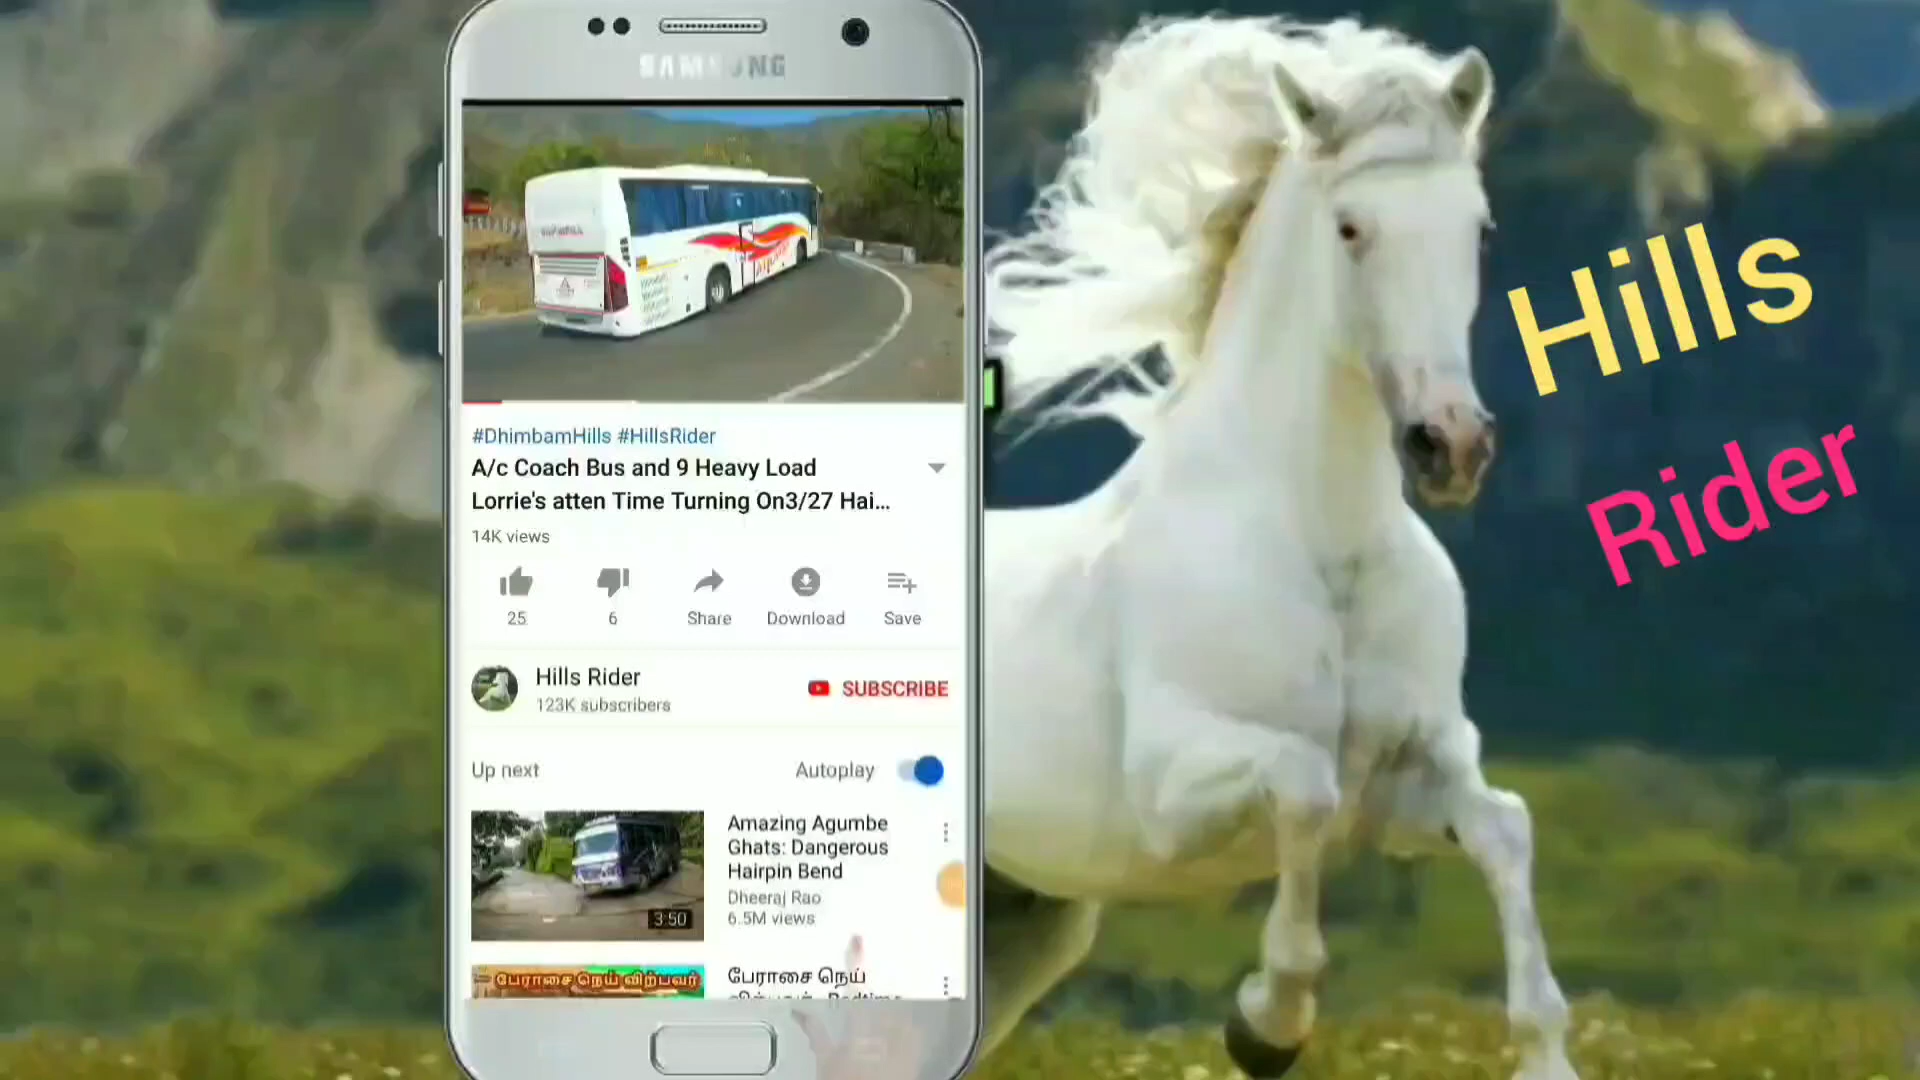 SAMSUNG
#DhimbamHills #HillsRider
A/c Coach Bus and 9 Heavy Load
Lorrie's atten Time Turning On3/27 Hai...
14K views
25
6
Share
Download
Save
Hills Rider
123K subscribers
SUBSCRIBE
Up next
Autoplay
Amazing Agumbe
Ghats: Dangerous
Hairpin Bend
Dheeraj Rao
6.5M views
3:50
பேராசை நெய் விற்பவர்
பேராசை நெய்
Hills
Rider